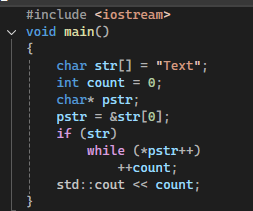 #include <iostream>
void main()
{
    char str[] = "Text";
    int count = 0;
    char* pstr;
    pstr = &str[0];
    if (str)
        while (*pstr++)
            ++count;
    std::cout << count;
}